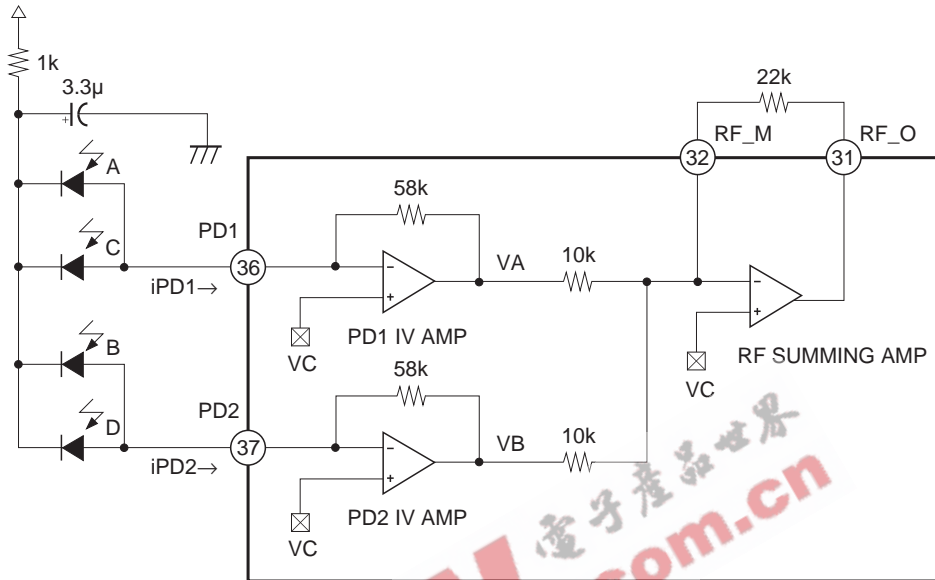 1k
3.3µ
+
A
C
B
D
PD1
36
iPD1→
PD2
37
iPD2→
58k
VA
10k
VC
PD1 IV AMP
58k
VB
10k
VC
PD2 IV AMP
22k
RF_M
32
RF_O
31
VC
RF SUMMING AMP
電子產品世界
.com.cn